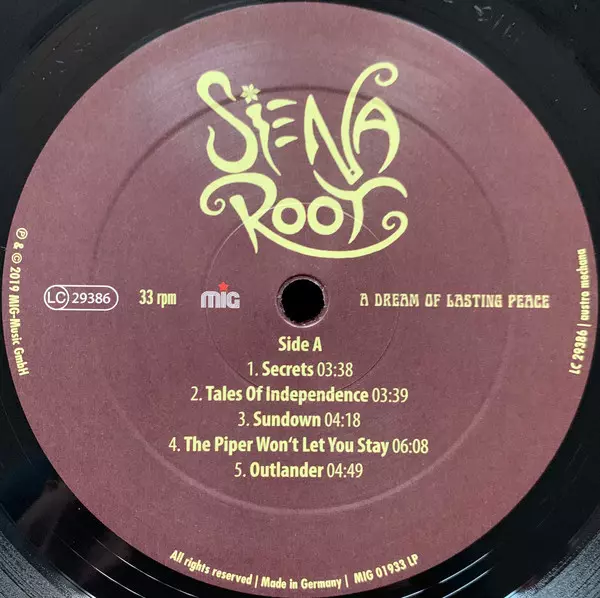 SIENA
ROOT
℗ & © 2019 MIG-Music GmbH
LC 29386
33 rpm
MIG
A DREAM OF LASTING PEACE
LC 29386 | austro mechana
Side A
1. Secrets 03:38
2. Tales Of Independence 03:39
3. Sundown 04:18
4. The Piper Won't Let You Stay 06:08
5. Outlander 04:49
All rights reserved | Made in Germany | MIG 01933 LP